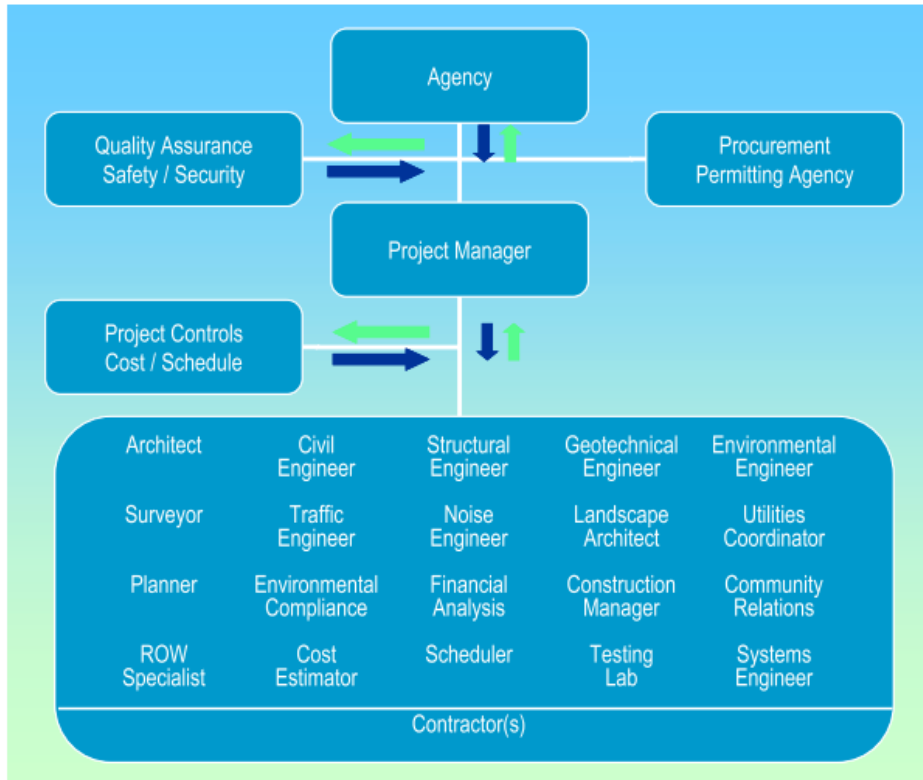 Agency
Quality Assurance
Safety / Security
Procurement
Permitting Agency
Project Manager
Project Controls
Cost / Schedule
Architect
Civil
Engineer
Structural
Engineer
Geotechnical
Engineer
Environmental
Engineer
Surveyor
Traffic
Engineer
Noise
Engineer
Landscape
Architect
Utilities
Coordinator
Planner
Environmental
Compliance
Financial
Analysis
Construction
Manager
Community
Relations
ROW
Specialist
Cost
Estimator
Scheduler
Testing
Lab
Systems
Engineer
Contractor(s)